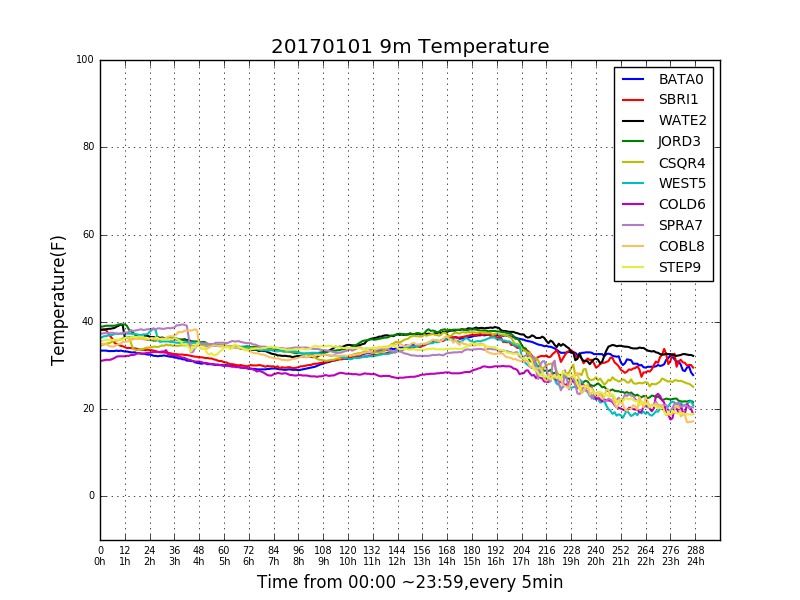 20170101 9m Temperature
100
80
60
40
20
0
Temperature(F)
BATA0
SBRI1
WATE2
JORD3
CSQR4
WEST5
COLD6
SPRA7
COBL8
STEP9
0 12 24 36 48 60 72 84 96 108 120 132 144 156 168 180 192 204 216 228 240 252 264 276 288
0h 1h 2h 3h 4h 5h 6h 7h 8h 9h 10h 11h 12h 13h 14h 15h 16h 17h 18h 19h 20h 21h 22h 23h 24h
Time from 00:00 ~23:59,every 5min